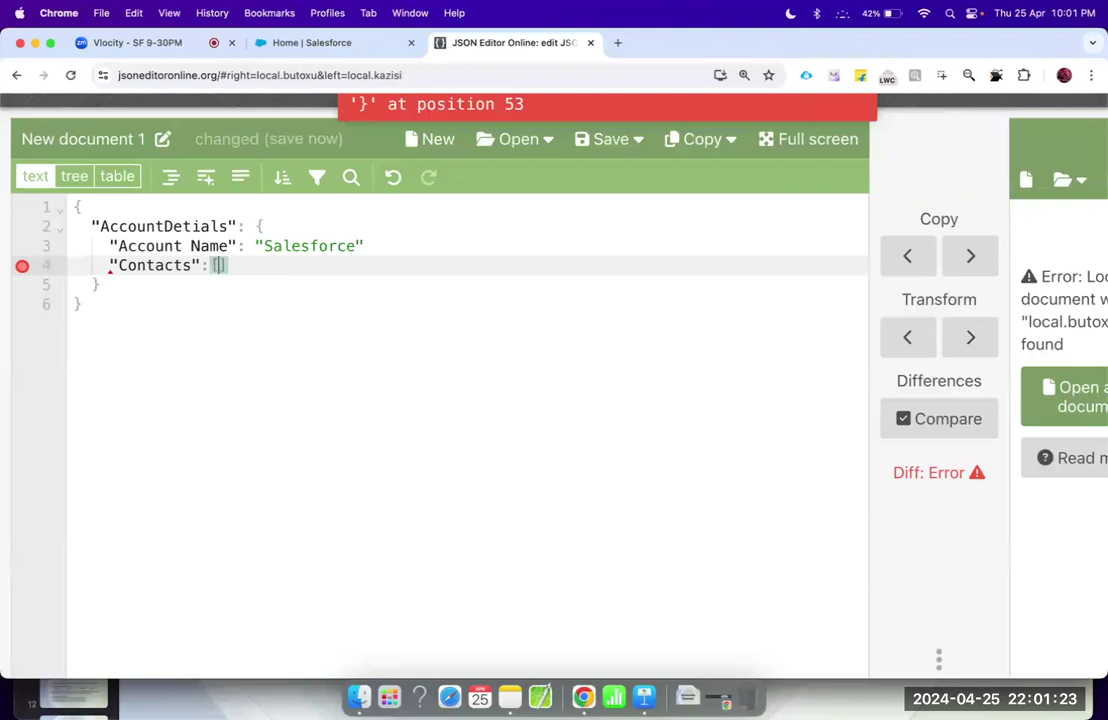 Chrome File Edit View History Bookmarks Profiles Tab Window Help 42% Thu 25 Apr 10:01 PM
Vlocity - SF 9-30PM Home | Salesforce JSON Editor Online: edit JSC
jsoneditoronline.org/#right=local.butoxu&left=local.kazisi
LWC
'}' at position 53
New document 1 changed (save now) New Open Save Copy Full screen
text tree table
1 {
2 "AccountDetials": {
3 "Account Name": "Salesforce"
4 "Contacts":[]
5 }
6 }
Copy
Transform
Differences
Compare
Diff: Error
Error: Loc
document w
"local.butox
found
Open a
docum
Read m
12
25
2024-04-25 22:01:23